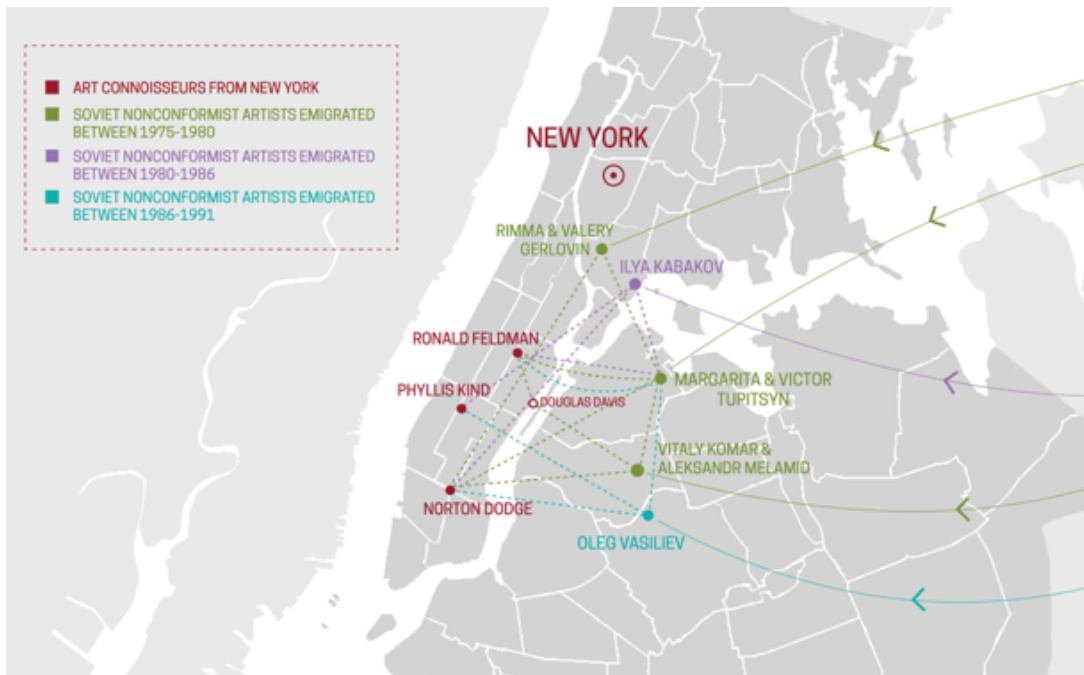 ART CONNOISSEURS FROM NEW YORK
SOVIET NONCONFORMIST ARTISTS EMIGRATED
BETWEEN 1975-1980
SOVIET NONCONFORMIST ARTISTS EMIGRATED
BETWEEN 1980-1986
SOVIET NONCONFORMIST ARTISTS EMIGRATED
BETWEEN 1986-1991
NEW YORK
RIMMA & VALERY
GERLOVIN
ILYA KABAKOV
RONALD FELDMAN
PHYLLIS KIND
DOUGLAS DAVIS
MARGARITA & VICTOR
TUPITSYN
VITALY KOMAR &
ALEKSANDR MELAMID
NORTON DODGE
OLEG VASILIEV